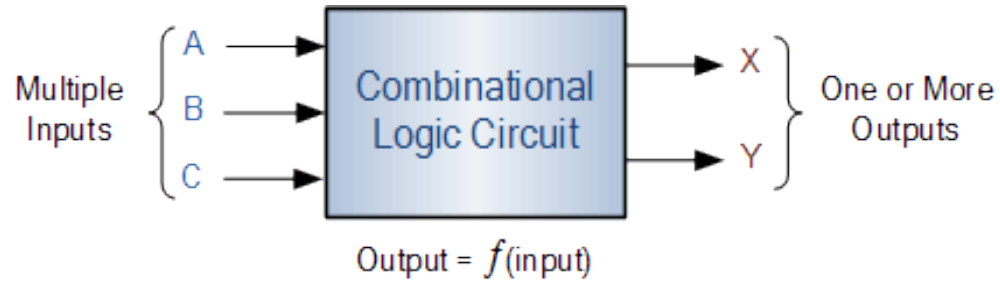 Multiple
Inputs
A
B
C
Combinational
Logic Circuit
X
Y
One or More
Outputs
Output = f(input)